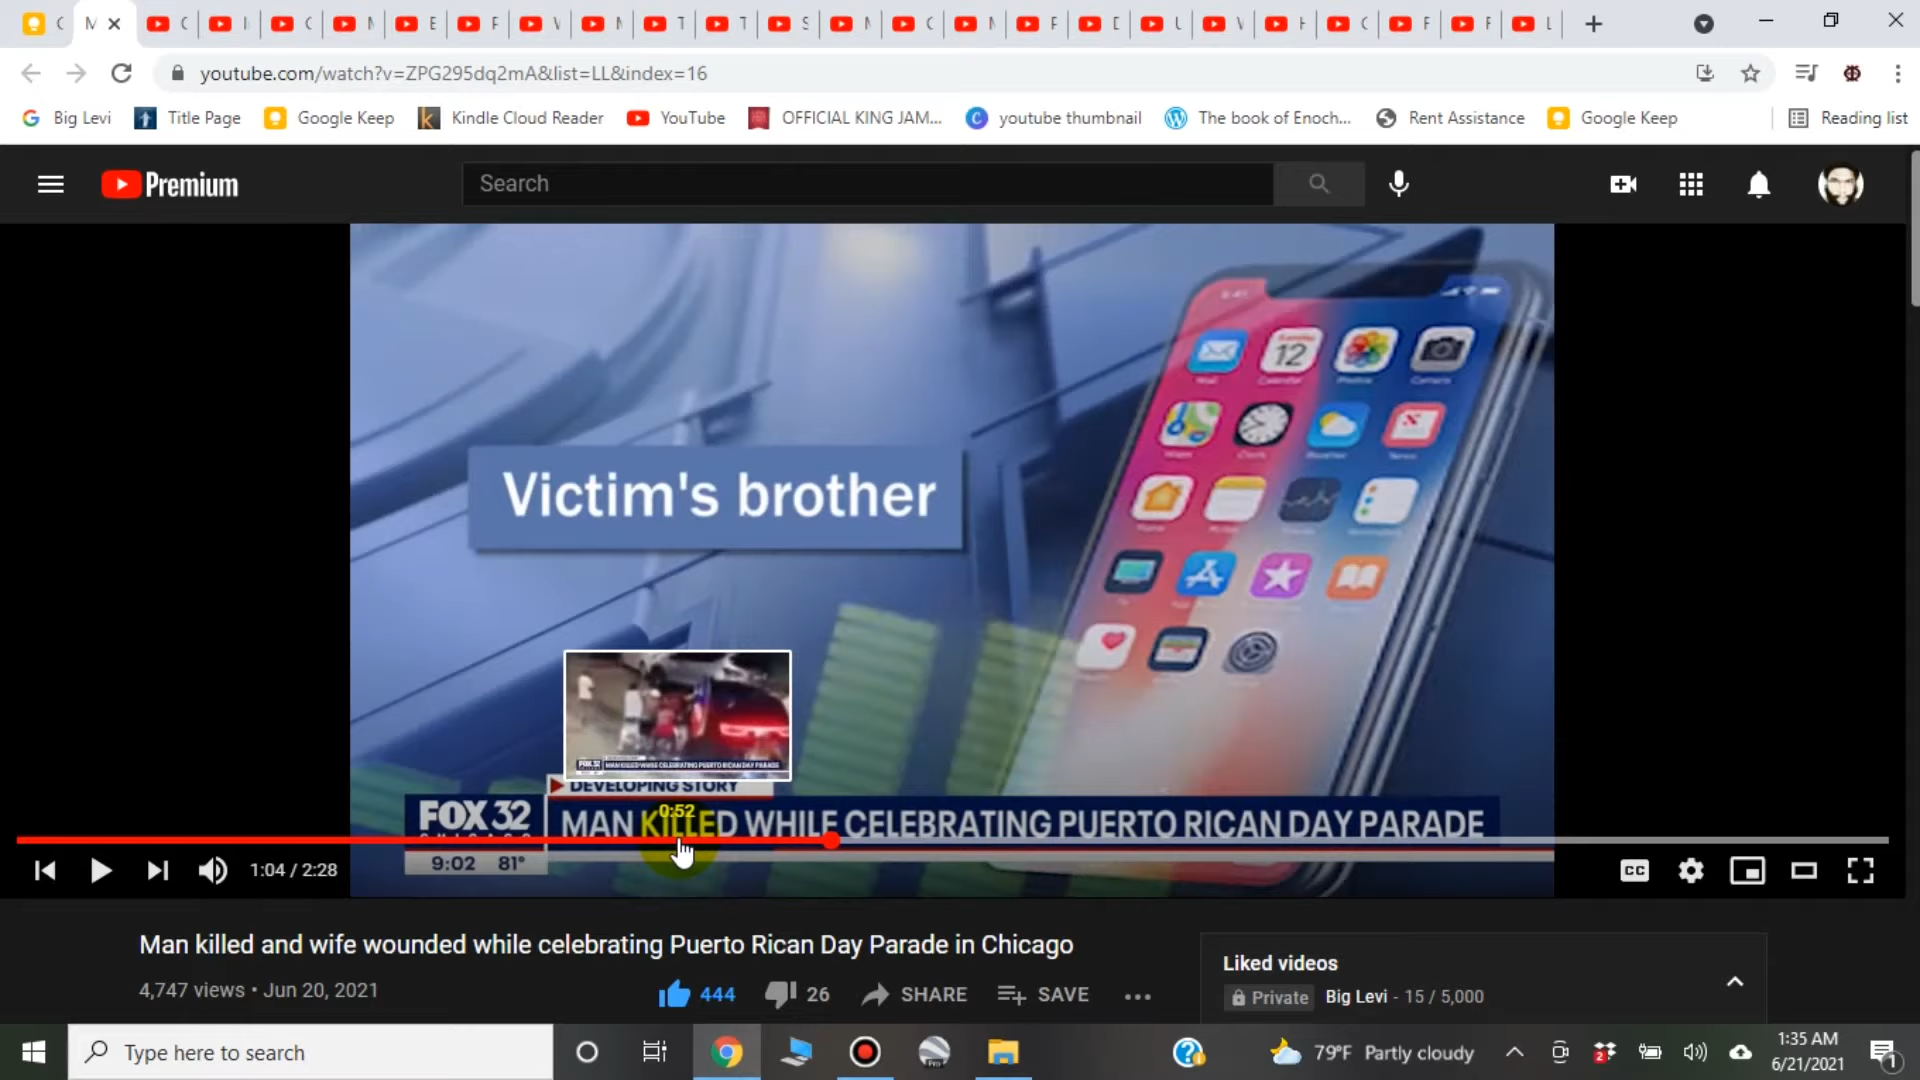 youtube.com/watch?v=ZPG295dq2mA&list=LL&index=16
Big Levi
Title Page
Google Keep
Kindle Cloud Reader
YouTube
OFFICIAL KING JAM...
youtube thumbnail
The book of Enoch...
Rent Assistance
Google Keep
Reading list
Premium
Search
12
Victim's brother
DEVELOPING STORY
0:52
FOX 32
MAN KILLED WHILE CELEBRATING PUERTO RICAN DAY PARADE
9:02 81°
1:04 / 2:28
CC
Man killed and wife wounded while celebrating Puerto Rican Day Parade in Chicago
4,747 views • Jun 20, 2021
444
26
SHARE
SAVE
Liked videos
Private
Big Levi - 15 / 5,000
Type here to search
79°F Partly cloudy
1:35 AM
6/21/2021